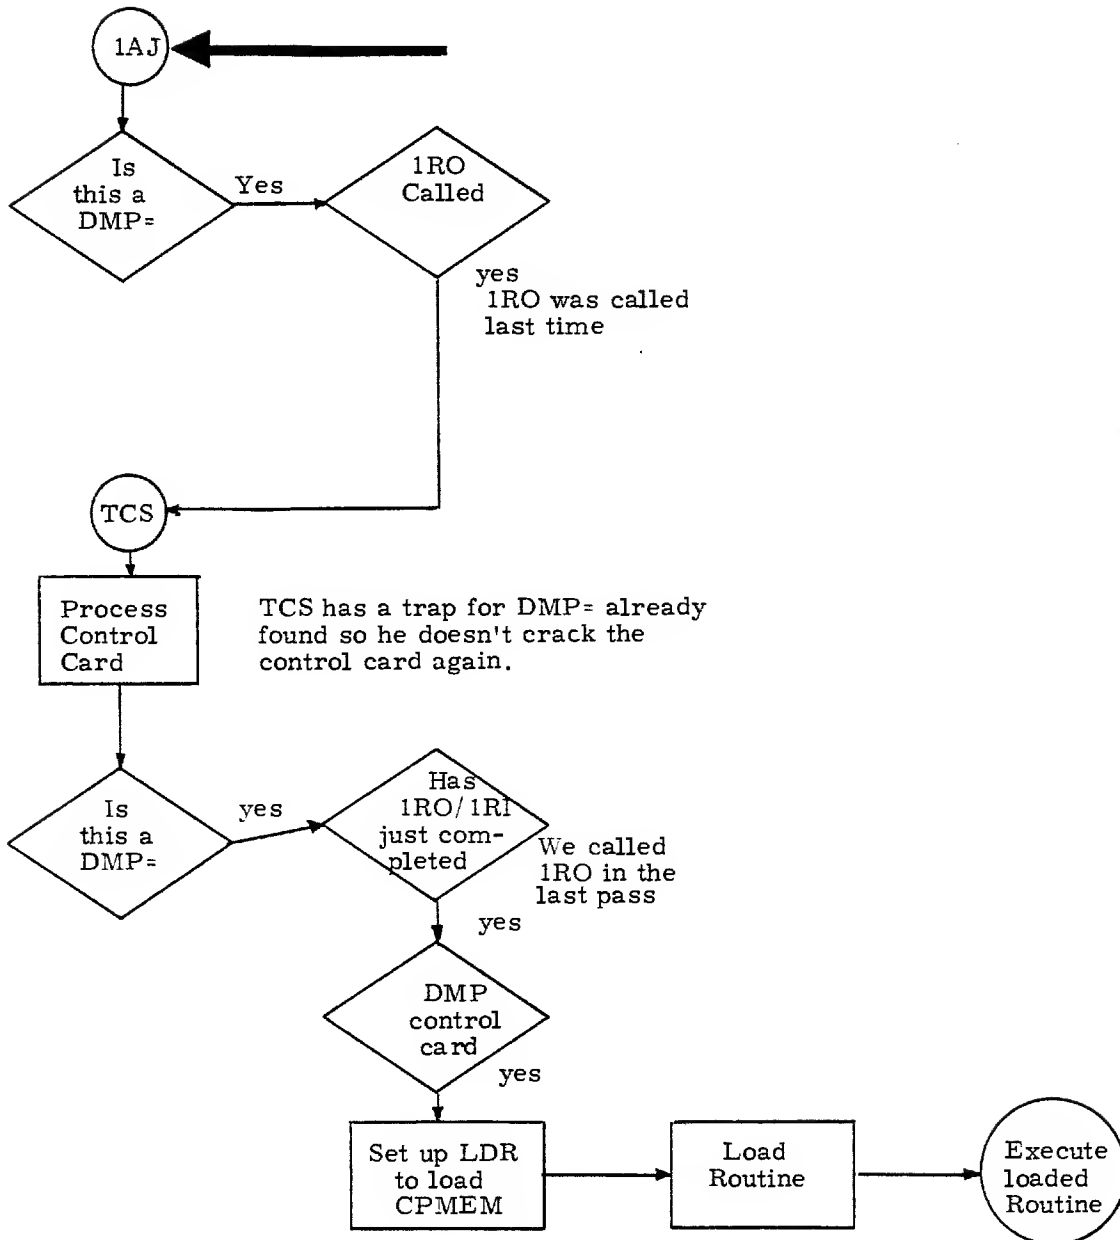 1AJ
Is
this a
DMP=
Yes
1RO
Called
yes
1RO was called
last time
TCS
Process
Control
Card
TCS has a trap for DMP= already
found so he doesn't crack the
control card again.
Is
this a
DMP=
yes
Has
1RO/1RI
just com-
pleted
We called
1RO in the
last pass
yes
DMP
control
card
yes
Set up LDR
to load
CPMEM
Load
Routine
Execute
loaded
Routine